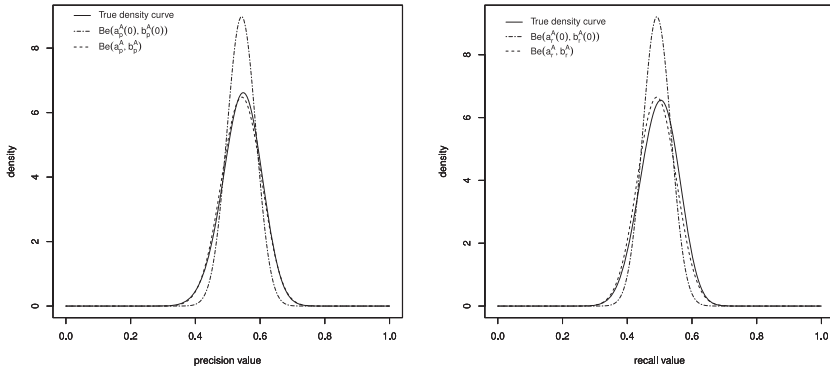 True density curve
Be(a_p^A(0), b_p^A(0))
Be(a_p^A, b_p^A)
density
0 2 4 6 8
0.0 0.2 0.4 0.6 0.8 1.0
precision value
True density curve
Be(a_r^A(0), b_r^A(0))
Be(a_r^A, b_r^A)
density
0 2 4 6 8
0.0 0.2 0.4 0.6 0.8 1.0
recall value